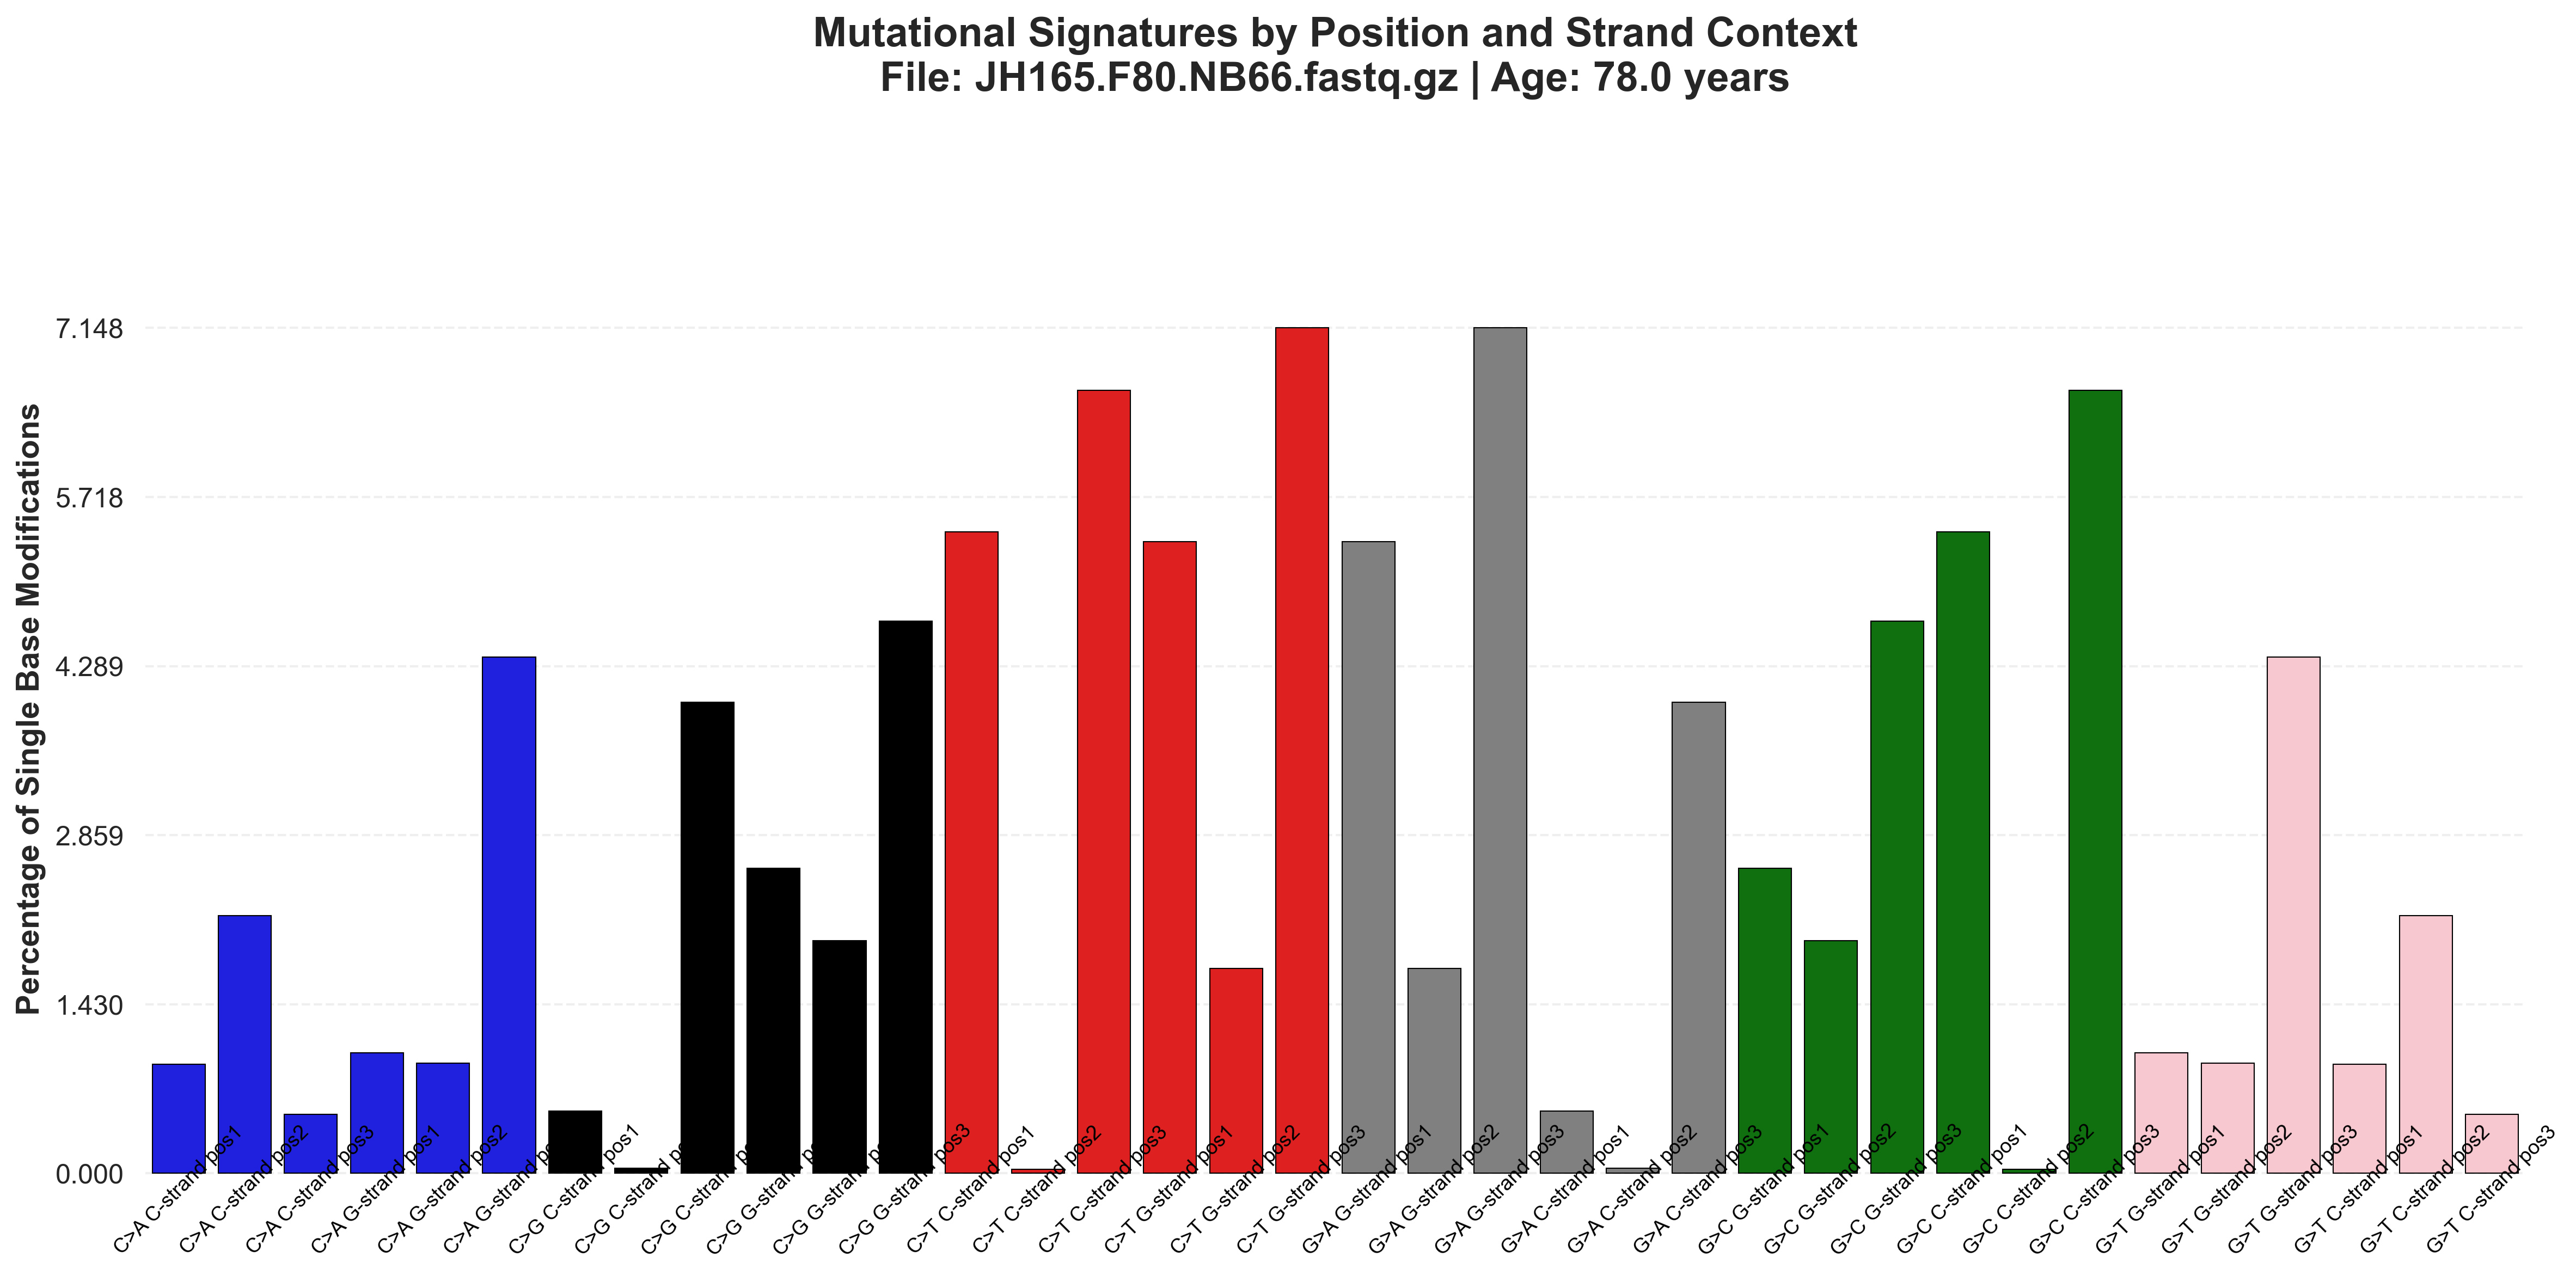 Mutational Signatures by Position and Strand Context
File: JH165.F80.NB66.fastq.gz | Age: 78.0 years
Percentage of Single Base Modifications
7.148
5.718
4.289
2.859
1.430
0.000
C>A C-strand pos1
C>A C-strand pos2
C>A C-strand pos3
C>A G-strand pos1
C>A G-strand pos2
C>A G-strand
C>G C-strand pos1
C>G C-strand
C>G C-strand
C>G G-strand
C>G G-strand
C>G G-strand pos3
C>T C-strand pos1
C>T C-strand pos2
C>T C-strand pos3
C>T G-strand pos1
C>T G-strand pos2
C>T G-strand pos3
G>A G-strand pos1
G>A G-strand pos2
G>A G-strand pos3
G>A C-strand pos1
G>A C-strand pos2
G>A C-strand pos3
G>C G-strand pos1
G>C G-strand pos2
G>C G-strand pos3
G>C C-strand pos1
G>C C-strand pos2
G>C C-strand pos3
G>T G-strand pos1
G>T G-strand pos2
G>T G-strand pos3
G>T C-strand pos1
G>T C-strand pos2
G>T C-strand pos3